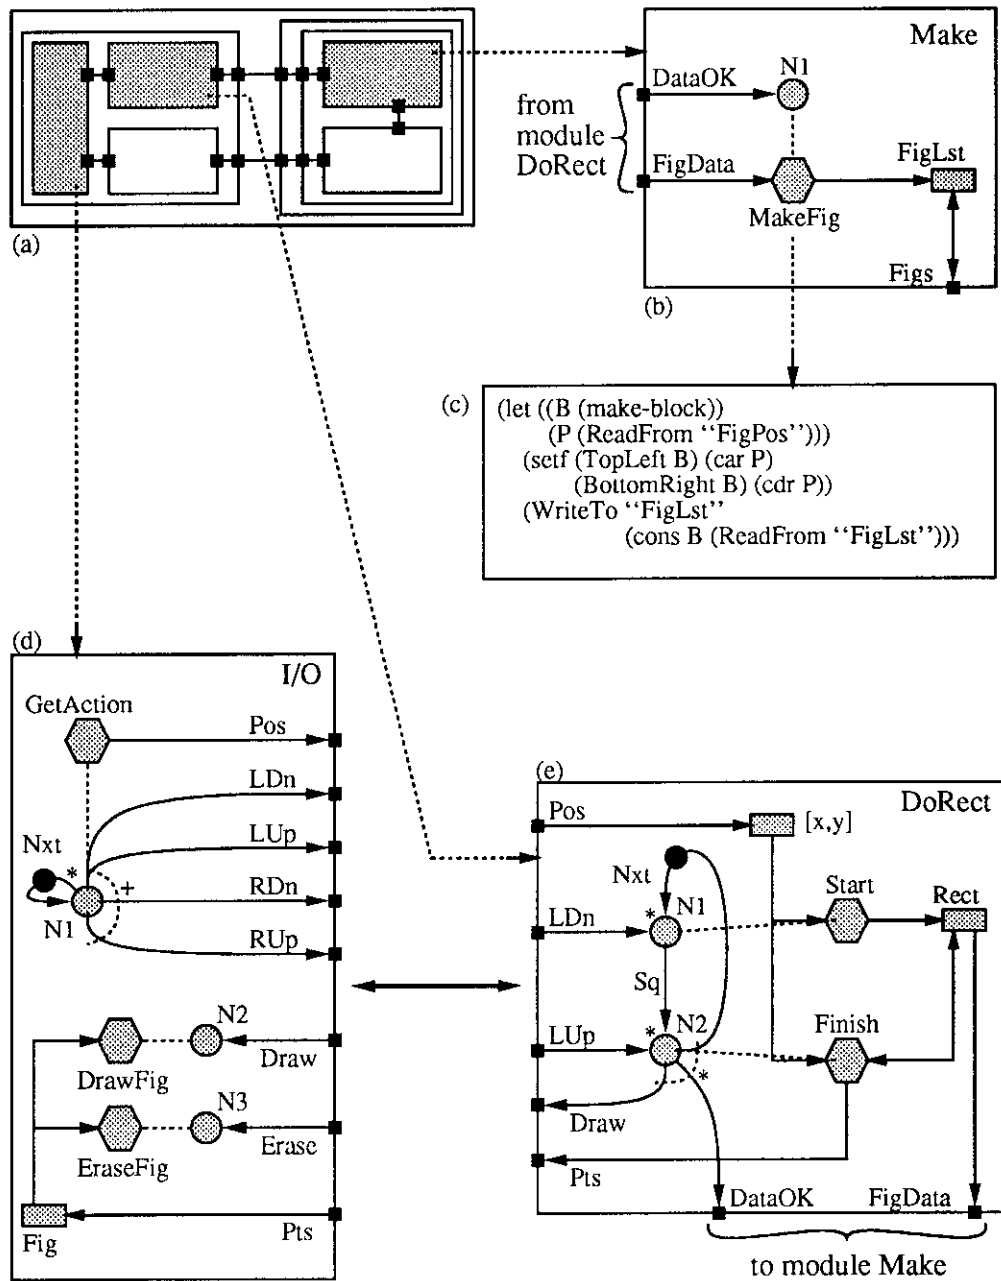 (a)
Make
DataOK
N1
from
module
DoRect
FigData
FigLst
MakeFig
Figs
(b)
(c)
(let ((B (make-block))
(P (ReadFrom “FigPos”)))
(setf (TopLeft B) (car P)
(BottomRight B) (cdr P))
(WriteTo “FigLst”
(cons B (ReadFrom “FigLst”)))
(d)
I/O
GetAction
Pos
LDn
Nxt
*
LUp
+
RDn
N1
RUp
N2
Draw
DrawFig
N3
Erase
EraseFig
Fig
Pts
(e)
DoRect
Pos
[x,y]
Nxt
Start
Rect
LDn
*
N1
Sq
LUp
*
N2
Finish
*
Draw
Pts
DataOK
FigData
to module Make